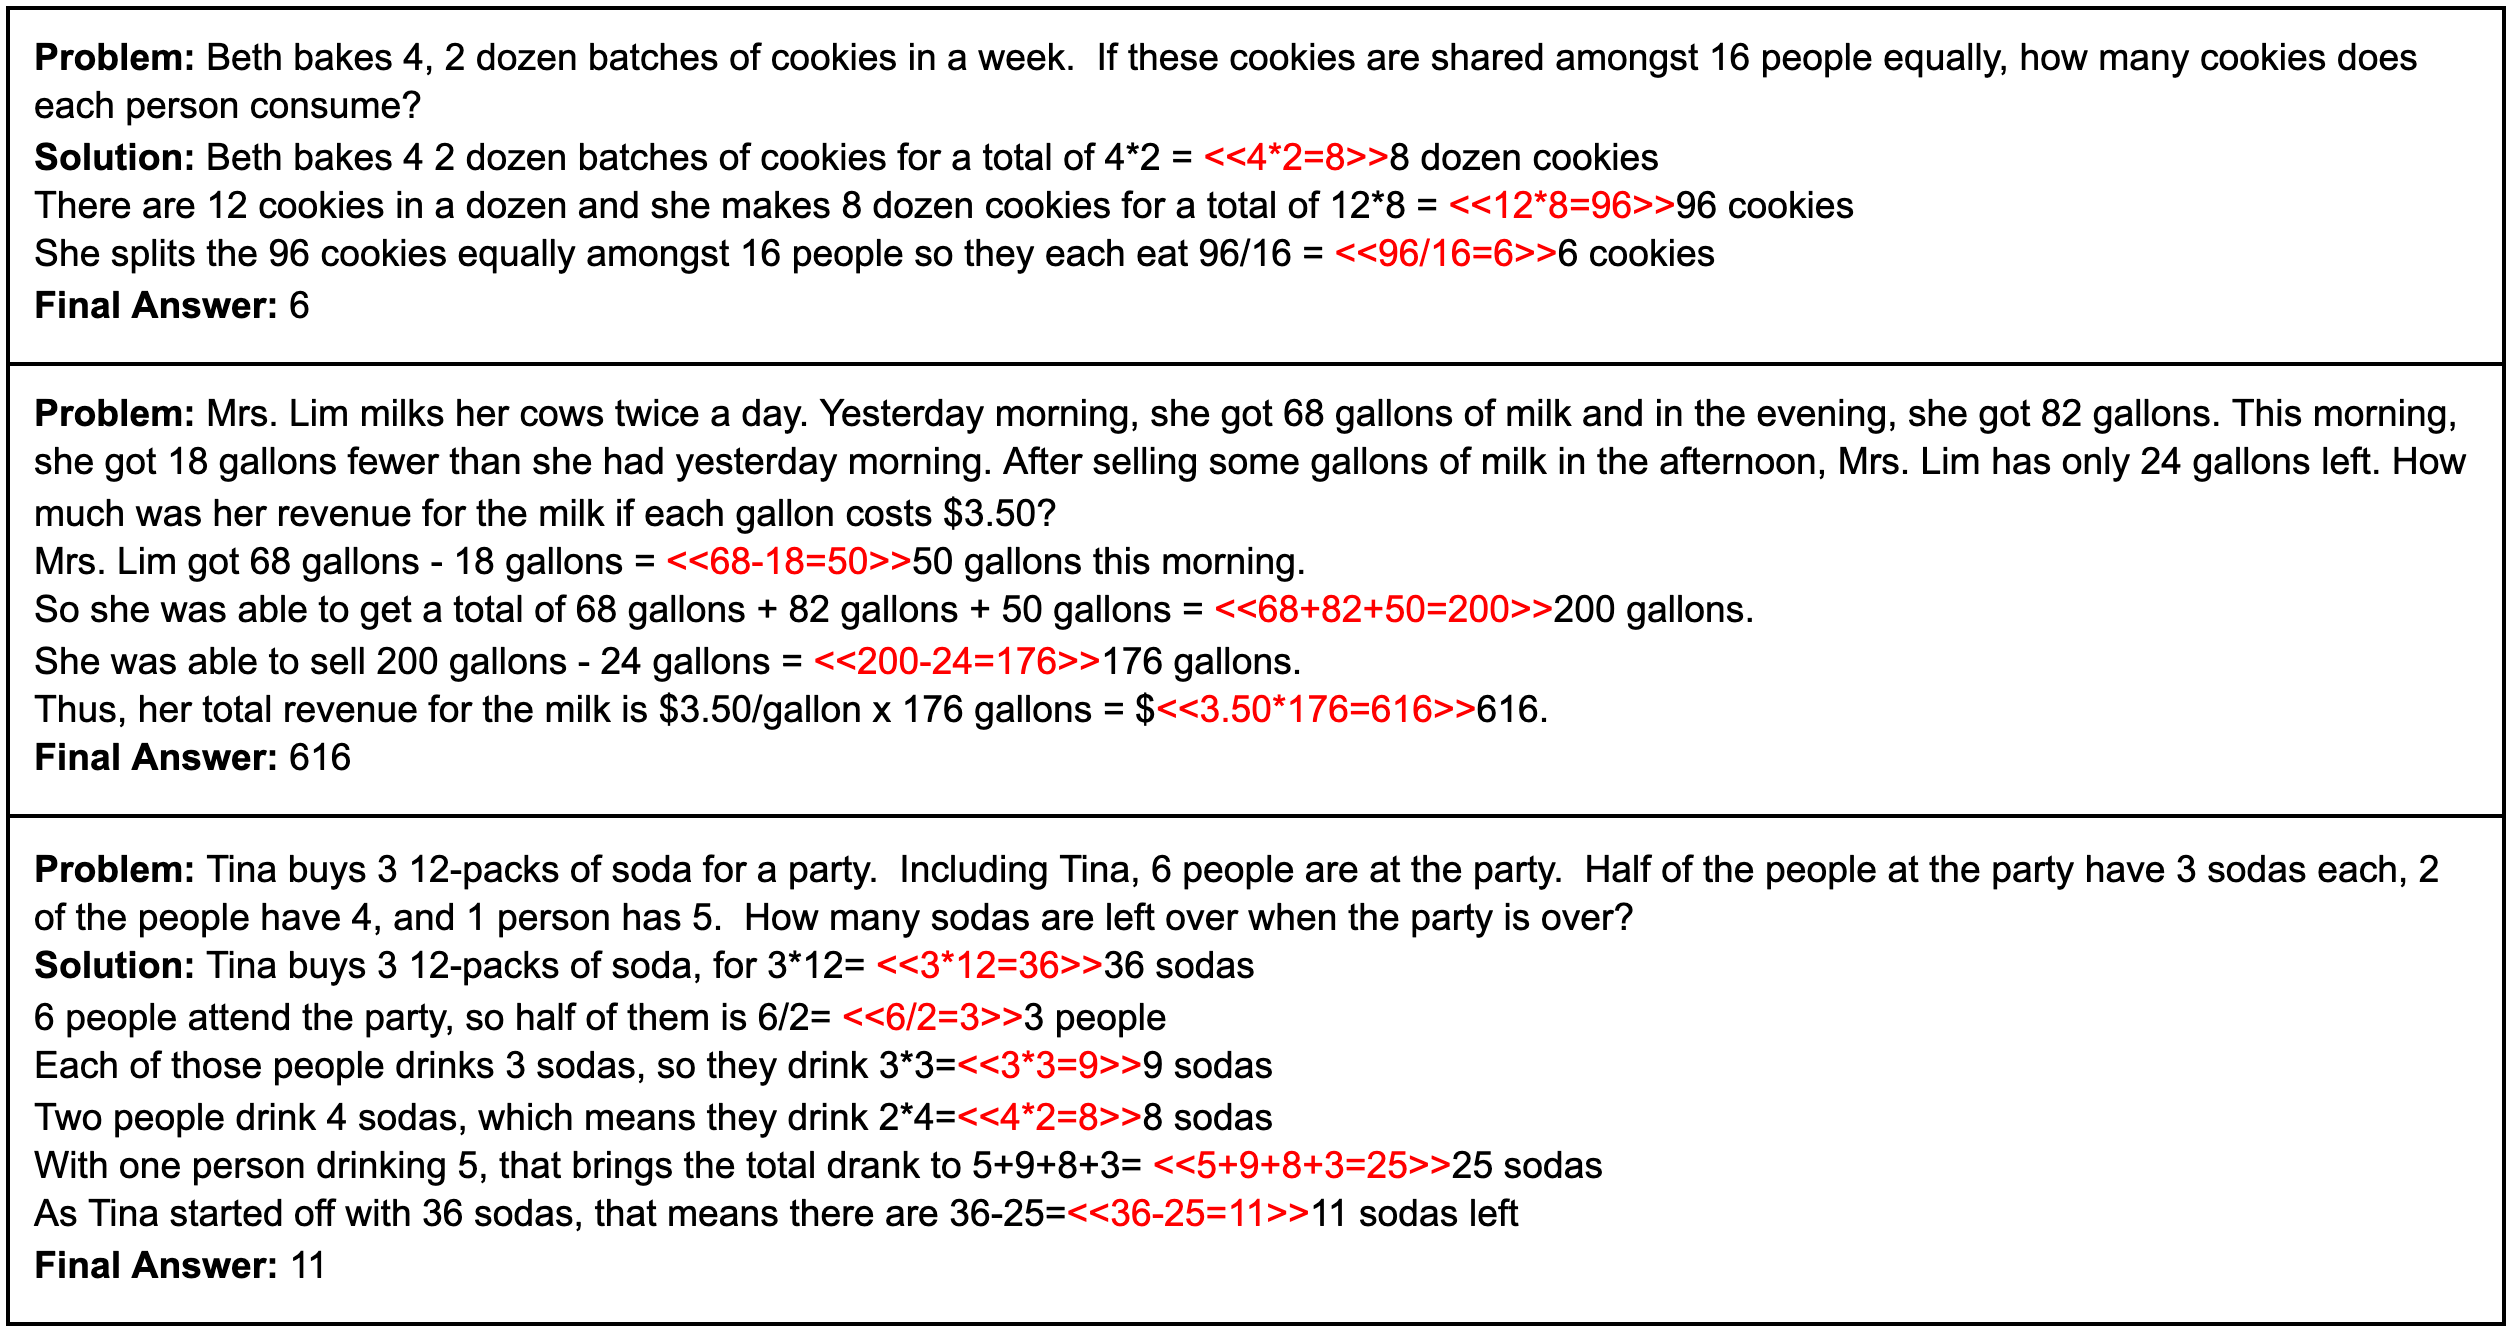 Problem: Beth bakes 4, 2 dozen batches of cookies in a week.  If these cookies are shared amongst 16 people equally, how many cookies does
each person consume?
Solution: Beth bakes 4 2 dozen batches of cookies for a total of 4*2 = <<4*2=8>>8 dozen cookies
There are 12 cookies in a dozen and she makes 8 dozen cookies for a total of 12*8 = <<12*8=96>>96 cookies
She splits the 96 cookies equally amongst 16 people so they each eat 96/16 = <<96/16=6>>6 cookies
Final Answer: 6
Problem: Mrs. Lim milks her cows twice a day. Yesterday morning, she got 68 gallons of milk and in the evening, she got 82 gallons. This morning,
she got 18 gallons fewer than she had yesterday morning. After selling some gallons of milk in the afternoon, Mrs. Lim has only 24 gallons left. How
much was her revenue for the milk if each gallon costs $3.50?
Mrs. Lim got 68 gallons - 18 gallons = <<68-18=50>>50 gallons this morning.
So she was able to get a total of 68 gallons + 82 gallons + 50 gallons = <<68+82+50=200>>200 gallons.
She was able to sell 200 gallons - 24 gallons = <<200-24=176>>176 gallons.
Thus, her total revenue for the milk is $3.50/gallon x 176 gallons = $<<3.50*176=616>>616.
Final Answer: 616
Problem: Tina buys 3 12-packs of soda for a party.  Including Tina, 6 people are at the party.  Half of the people at the party have 3 sodas each, 2
of the people have 4, and 1 person has 5.  How many sodas are left over when the party is over?
Solution: Tina buys 3 12-packs of soda, for 3*12= <<3*12=36>>36 sodas
6 people attend the party, so half of them is 6/2= <<6/2=3>>3 people
Each of those people drinks 3 sodas, so they drink 3*3=<<3*3=9>>9 sodas
Two people drink 4 sodas, which means they drink 2*4=<<4*2=8>>8 sodas
With one person drinking 5, that brings the total drank to 5+9+8+3= <<5+9+8+3=25>>25 sodas
As Tina started off with 36 sodas, that means there are 36-25=<<36-25=11>>11 sodas left
Final Answer: 11